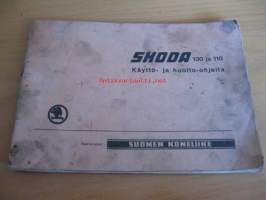 SKODA 100 ja 110
Käyttö- ja huolto-ohjeita
SUOMEN KONELIIKE